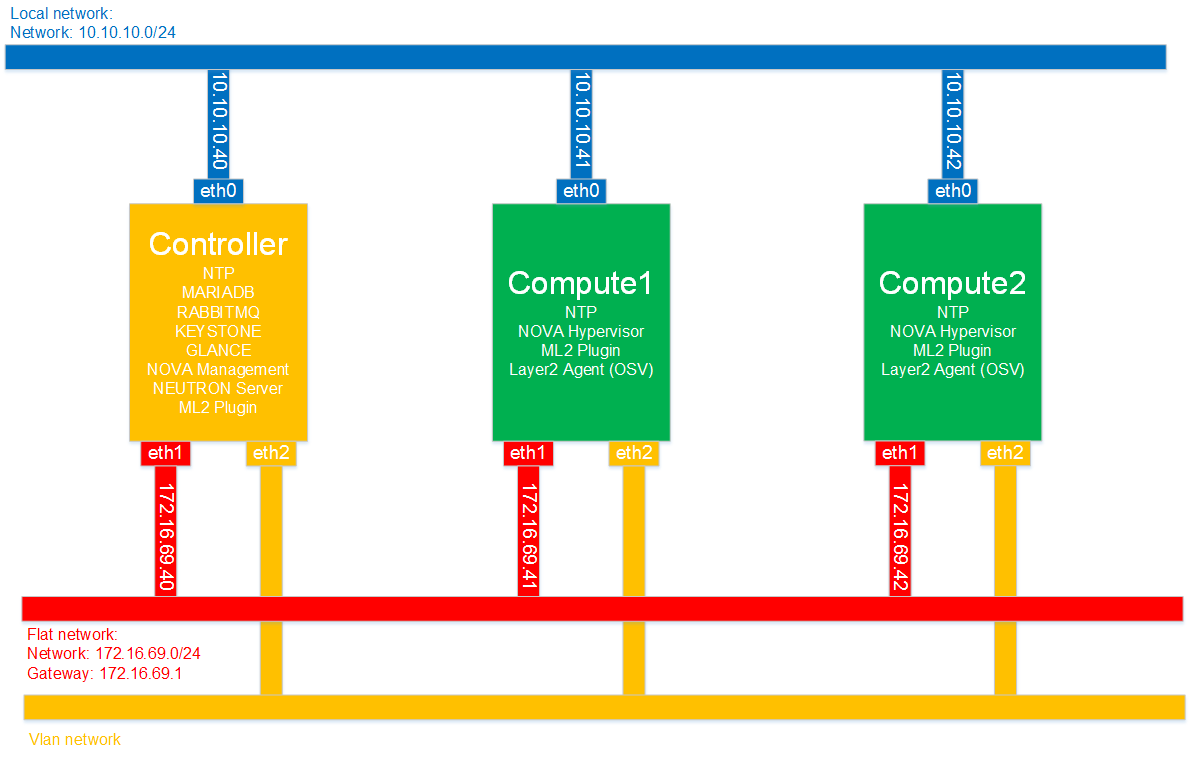 Local network:
Network: 10.10.10.0/24
10.10.10.40
10.10.10.41
10.10.10.42
eth0
eth0
eth0
Controller
NTP
MARIADB
RABBITMQ
KEYSTONE
GLANCE
NOVA Management
NEUTRON Server
ML2 Plugin
Compute1
NTP
NOVA Hypervisor
ML2 Plugin
Layer2 Agent (OSV)
Compute2
NTP
NOVA Hypervisor
ML2 Plugin
Layer2 Agent (OSV)
eth1
eth2
eth1
eth2
eth1
eth2
172.16.69.40
172.16.69.41
172.16.69.42
Flat network:
Network: 172.16.69.0/24
Gateway: 172.16.69.1
Vlan network